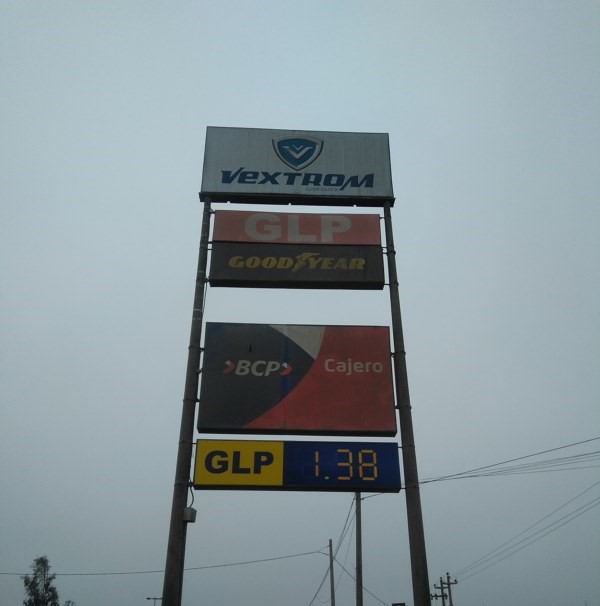 VEXTROM
GLP
GOODYEAR
BCP Cajero
GLP 1.38